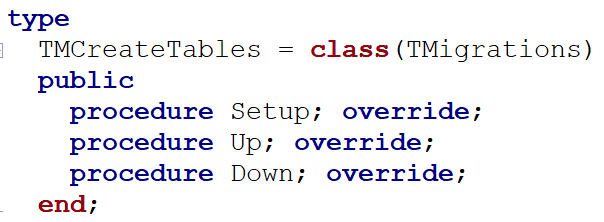 type
  TMCreateTables = class(TMigrations)
  public
    procedure Setup; override;
    procedure Up; override;
    procedure Down; override;
  end;